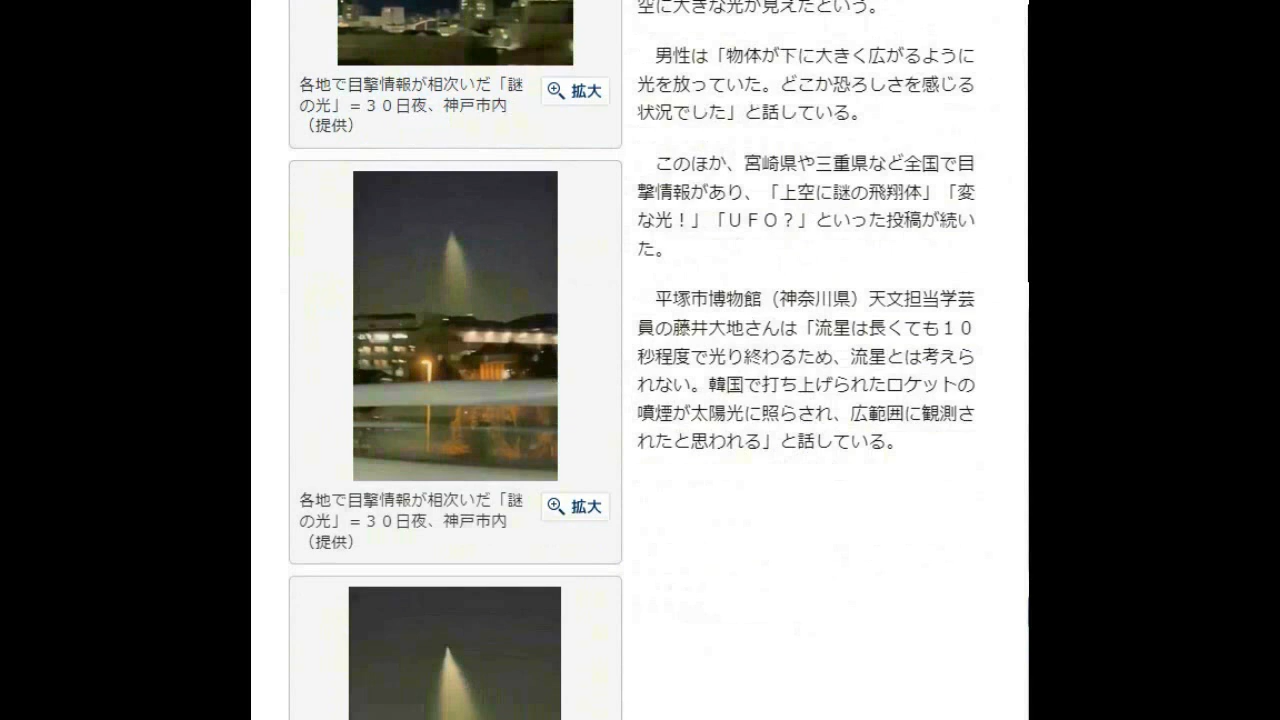 各地で目撃情報が相次いだ「謎
の光」＝３０日夜、神戸市内
（提供）
拡大
各地で目撃情報が相次いだ「謎
の光」＝３０日夜、神戸市内
（提供）
拡大
空に大きな光が見えたという。
男性は「物体が下に大きく広がるように
光を放っていた。どこか恐ろしさを感じる
状況でした」と話している。
このほか、宮崎県や三重県など全国で目
撃情報があり、「上空に謎の飛翔体」「変
な光！」「ＵＦＯ？」といった投稿が続い
た。
平塚市博物館（神奈川県）天文担当学芸
員の藤井大地さんは「流星は長くても１０
秒程度で光り終わるため、流星とは考えら
れない。韓国で打ち上げられたロケットの
噴煙が太陽光に照らされ、広範囲に観測さ
れたと思われる」と話している。